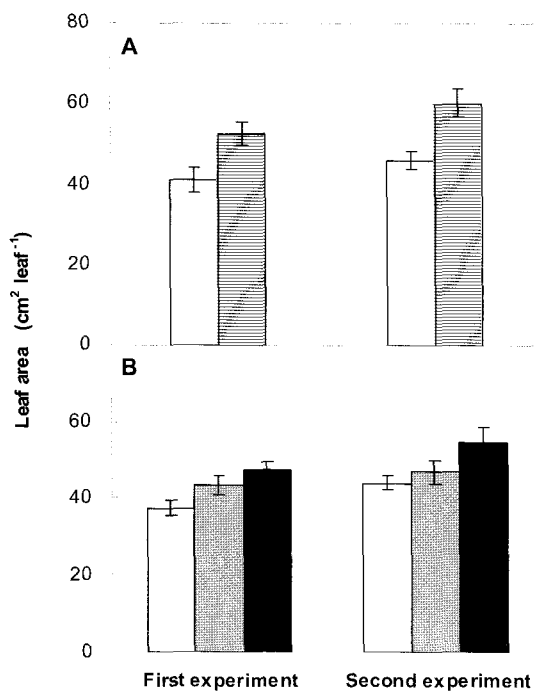 80
A
60
40
20
0
Leaf area (cm² leaf⁻¹)
B
60
40
20
0
First experiment
Second experiment